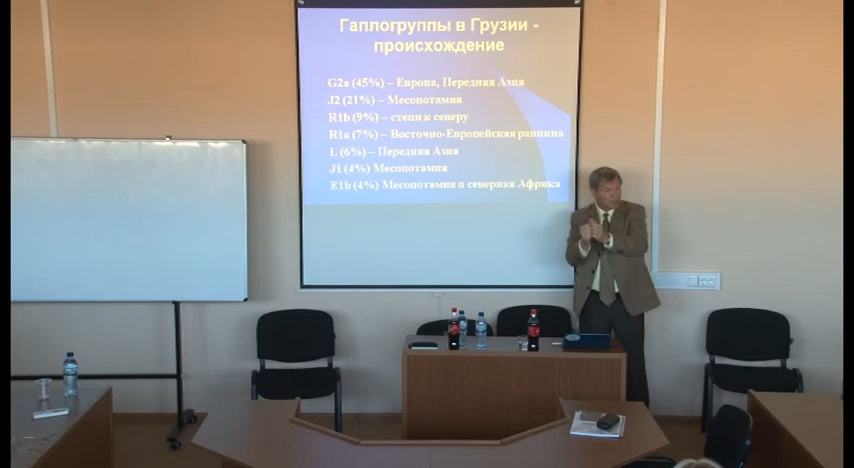 Гаплогруппы в Грузии -
происхождение
G2a (45%) – Европа, Передняя Азия
J2 (21%) – Месопотамия
R1b (9%) – степи к северу
R1a (7%) – Восточно-Европейская равнина
L (6%) – Передняя Азия
J1 (4%) Месопотамия
E1b (4%) Месопотамия и северная Африка